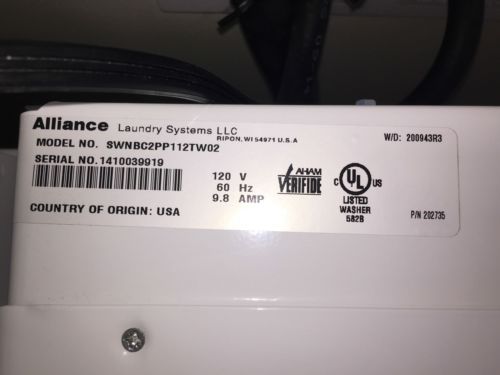 Alliance Laundry Systems LLC
RIPON, WI 54971 U.S.A
W/D: 200943R3
MODEL NO. SWNBC2PP112TW02
SERIAL NO.1410039919
120 V
60 Hz
9.8 AMP
AHAM
VERIFIDE
C UL US
LISTED
WASHER
582B
COUNTRY OF ORIGIN: USA
P/N 202735